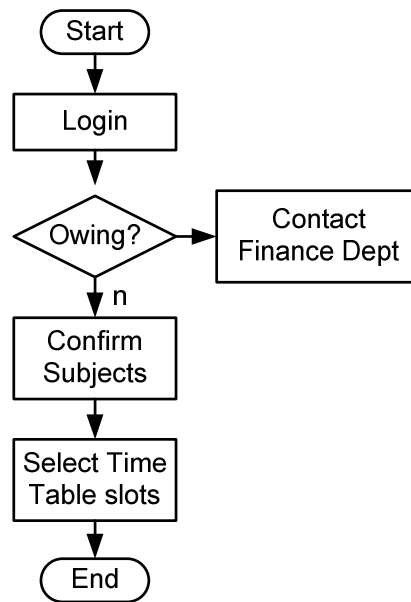 Start
Login
Owing?
Contact
Finance Dept
n
Confirm
Subjects
Select Time
Table slots
End